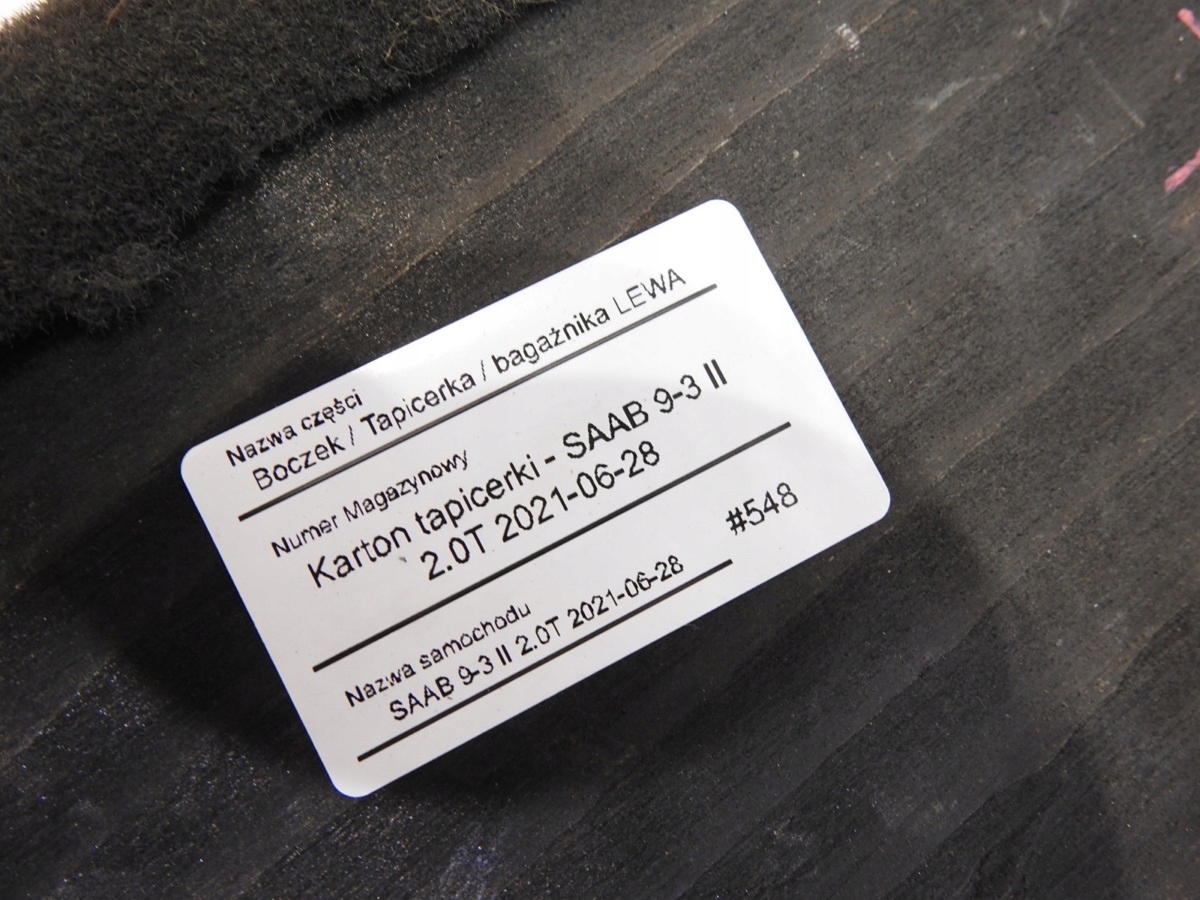 Nazwa części
Boczek / Tapicerka / bagażnika LEWA
Numer Magazynowy
Karton tapicerki - SAAB 9-3 II
2.0T 2021-06-28
#548
Nazwa samochodu
SAAB 9-3 II 2.0T 2021-06-28